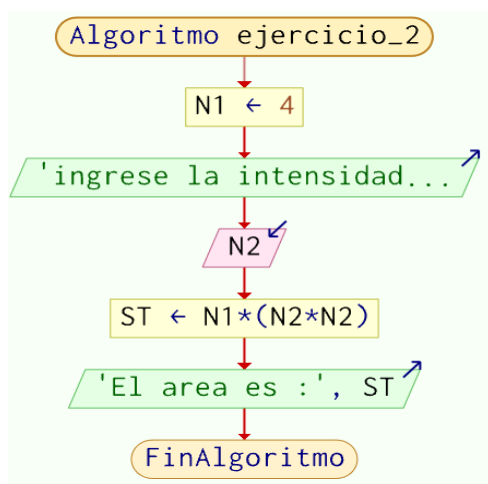 Algoritmo ejercicio_2
N1 ← 4
'ingrese la intensidad...
N2
ST ← N1*(N2*N2)
'El area es :', ST
FinAlgoritmo